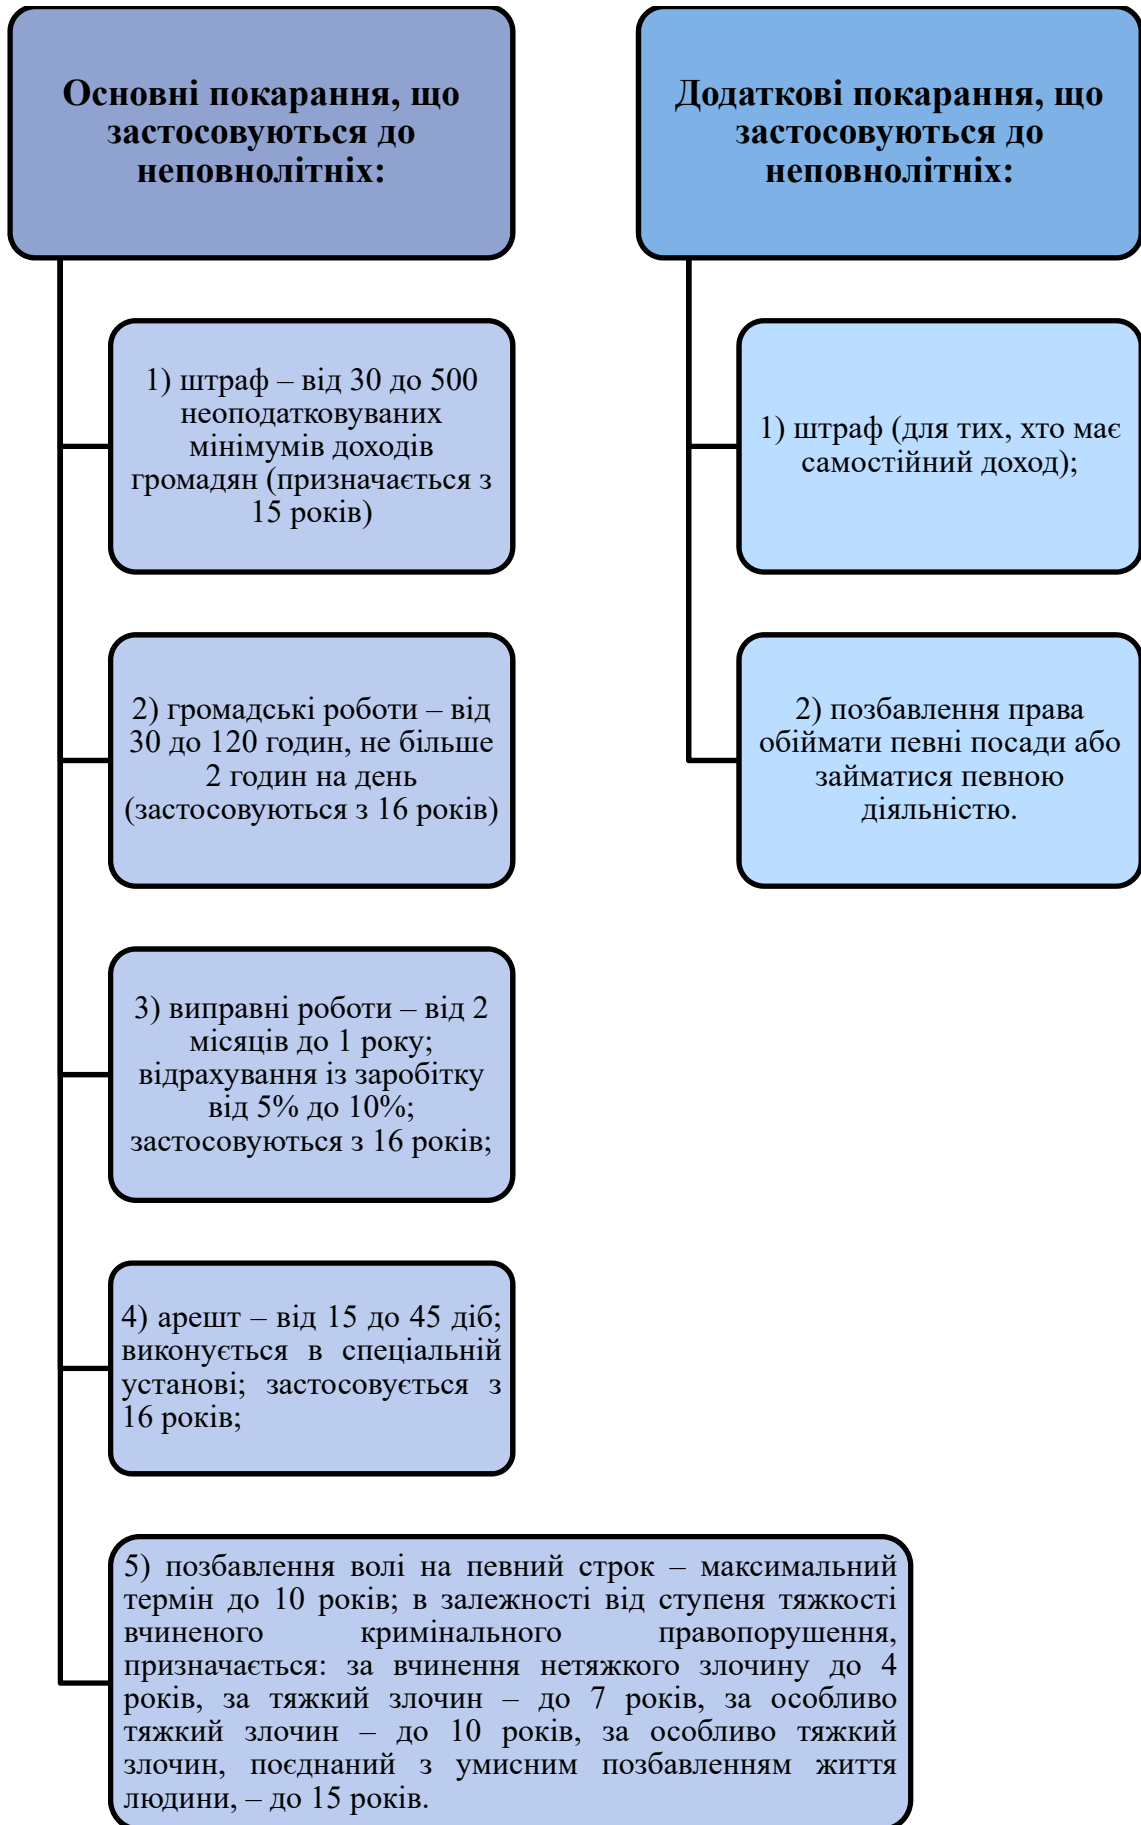 Основні покарання, що
застосовуються до
неповнолітніх:
1) штраф – від 30 до 500
неоподатковуваних
мінімумів доходів
громадян (призначається з
15 років)
2) громадські роботи – від
30 до 120 годин, не більше
2 годин на день
(застосовуються з 16 років)
3) виправні роботи – від 2
місяців до 1 року;
відрахування із заробітку
від 5% до 10%;
застосовуються з 16 років;
4) арешт – від 15 до 45 діб;
виконується в спеціальній
установі; застосовується з
16 років;
5) позбавлення волі на певний строк – максимальний
термін до 10 років; в залежності від ступеня тяжкості
вчиненого кримінального правопорушення,
призначається: за вчинення нетяжкого злочину до 4
років, за тяжкий злочин – до 7 років, за особливо
тяжкий злочин – до 10 років, за особливо тяжкий
злочин, поєднаний з умисним позбавленням життя
людини, – до 15 років.
Додаткові покарання, що
застосовуються до
неповнолітніх:
1) штраф (для тих, хто має
самостійний доход);
2) позбавлення права
обіймати певні посади або
займатися певною
діяльністю.